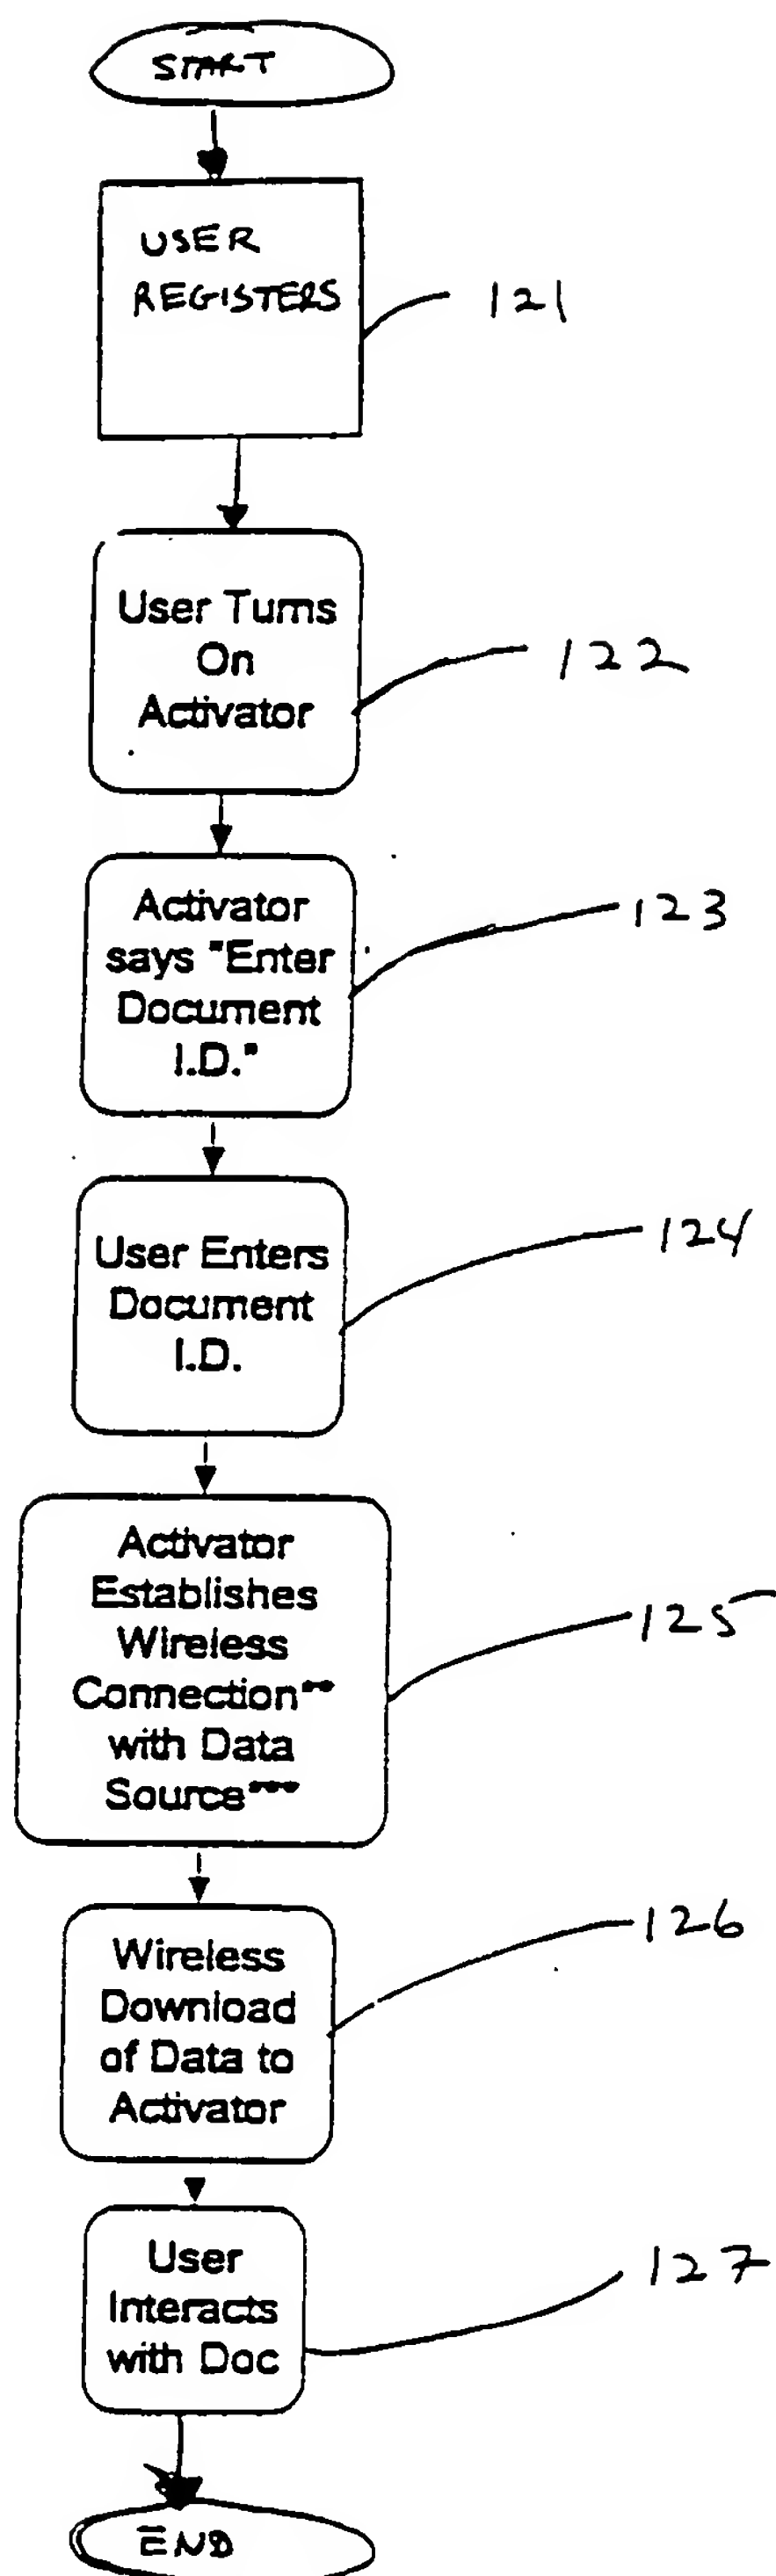 START
USER
REGISTERS
121
User Turns
On
Activator
122
Activator
says "Enter
Document
I.D."
123
User Enters
Document
I.D.
124
Activator
Establishes
Wireless
Connection**
with Data
Source***
125
Wireless
Download
of Data to
Activator
126
User
Interacts
with Doc
127
END